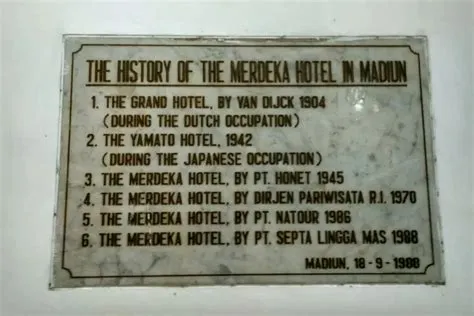 THE HISTORY OF THE MERDEKA HOTEL IN MADIUN
1. THE GRAND HOTEL, BY VAN DIJCK 1904
(DURING THE DUTCH OCCUPATION)
2. THE YAMATO HOTEL, 1942
(DURING THE JAPANESE OCCUPATION)
3 THE MERDEKA HOTEL, BY PT. HONET 1945
4 THE MERDEKA HOTEL, BY DIRJEN PARIWISATA R.I. 1970
5 THE MERDEKA HOTEL, BY PT. NATOUR 1986
6 THE MERDEKA HOTEL, BY PT. SEPTA LINGGA MAS 1988
MADIUN, 18 - 9 - 1988